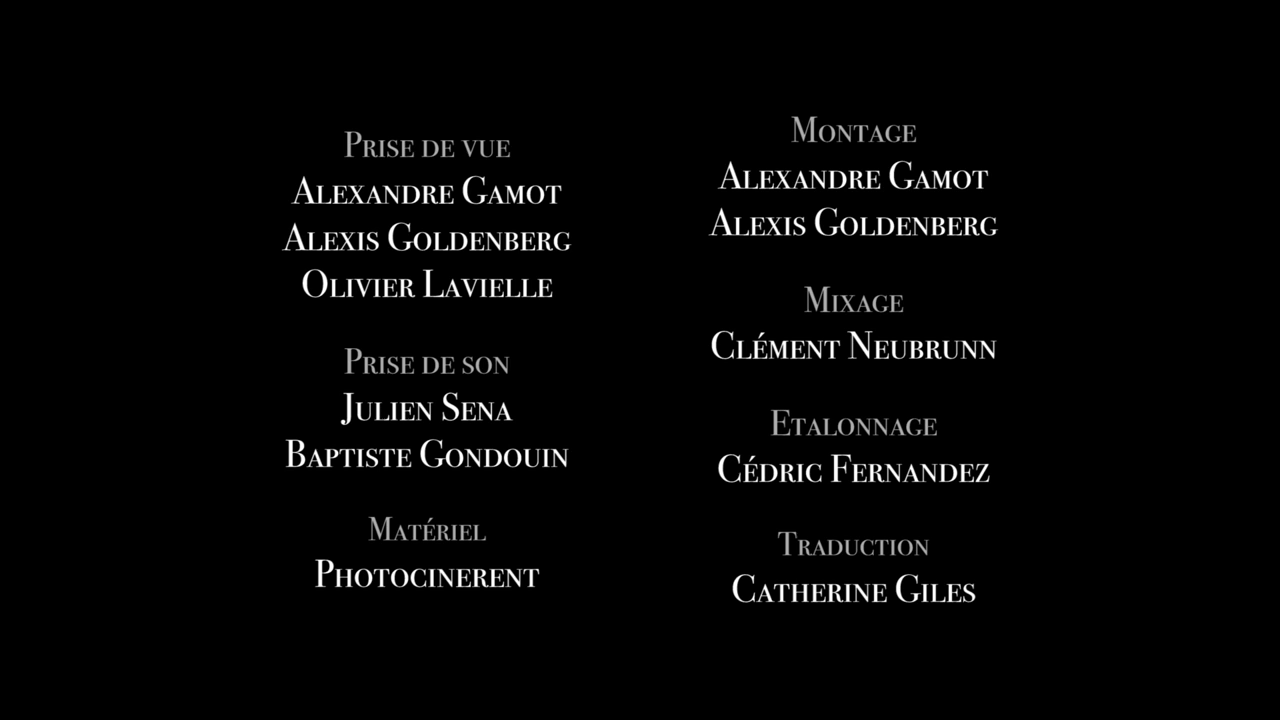 Prise de vue
Alexandre Gamot
Alexis Goldenberg
Olivier Lavielle
Prise de son
Julien Sena
Baptiste Gondouin
Matériel
Photocinerent
Montage
Alexandre Gamot
Alexis Goldenberg
Mixage
Clément Neubrunn
Etalonnage
Cédric Fernandez
Traduction
Catherine Giles